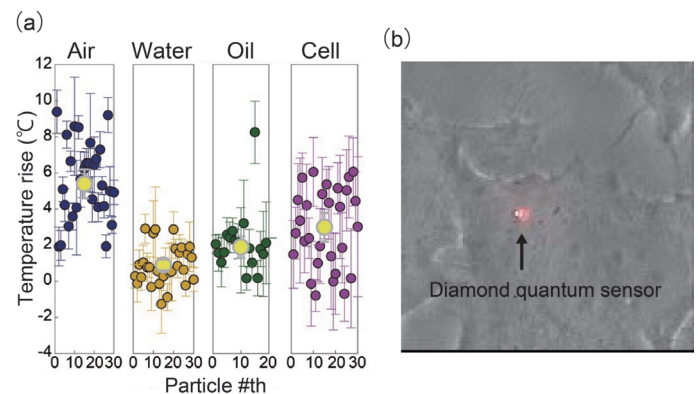 (a)
Air Water Oil Cell
12
10
8
6
4
2
0
-2
-4
Temperature rise (℃)
0 10 20 30 0 10 20 30 0 10 20 0 10 20 30
Particle #th
(b)
Diamond quantum sensor